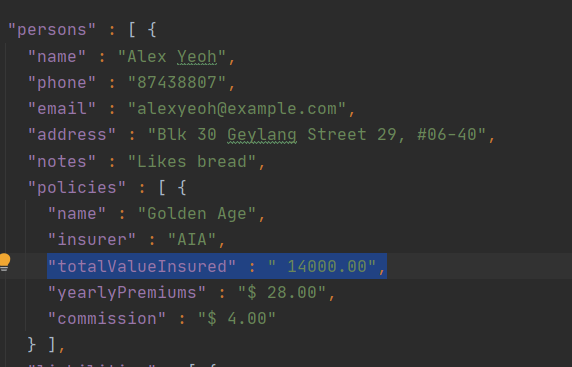 "persons" : [ {
"name" : "Alex Yeoh",
"phone" : "87438807",
"email" : "alexyeoh@example.com",
"address" : "Blk 30 Geylang Street 29, #06-40",
"notes" : "Likes bread",
"policies" : [ {
"name" : "Golden Age",
"insurer" : "AIA",
"totalValueInsured" : " 14000.00",
"yearlyPremiums" : "$ 28.00",
"commission" : "$ 4.00"
} ],